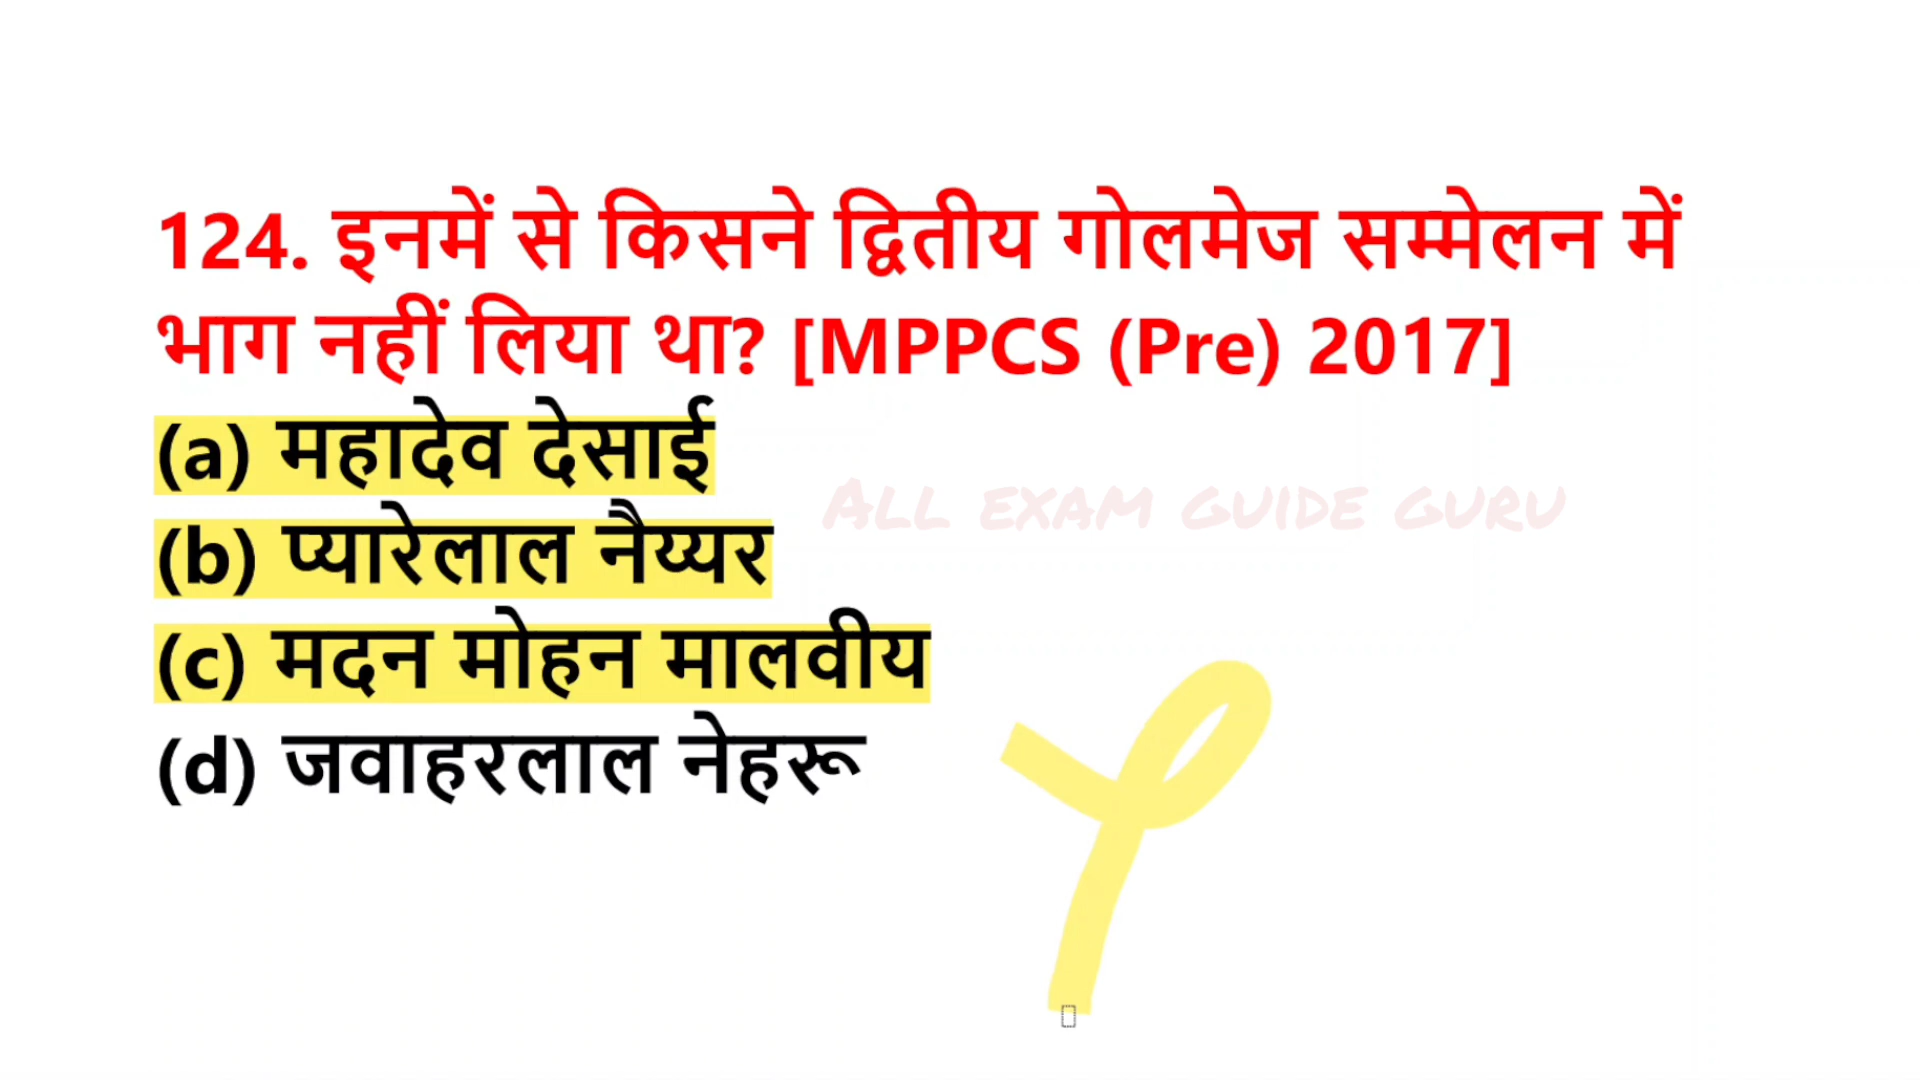 124. इनमें से किसने द्वितीय गोलमेज सम्मेलन में
भाग नहीं लिया था? [MPPCS (Pre) 2017]
(a) महादेव देसाई
(b) प्यारेलाल नैय्यर
(c) मदन मोहन मालवीय
(d) जवाहरलाल नेहरू
ALL EXAM GUIDE GURU